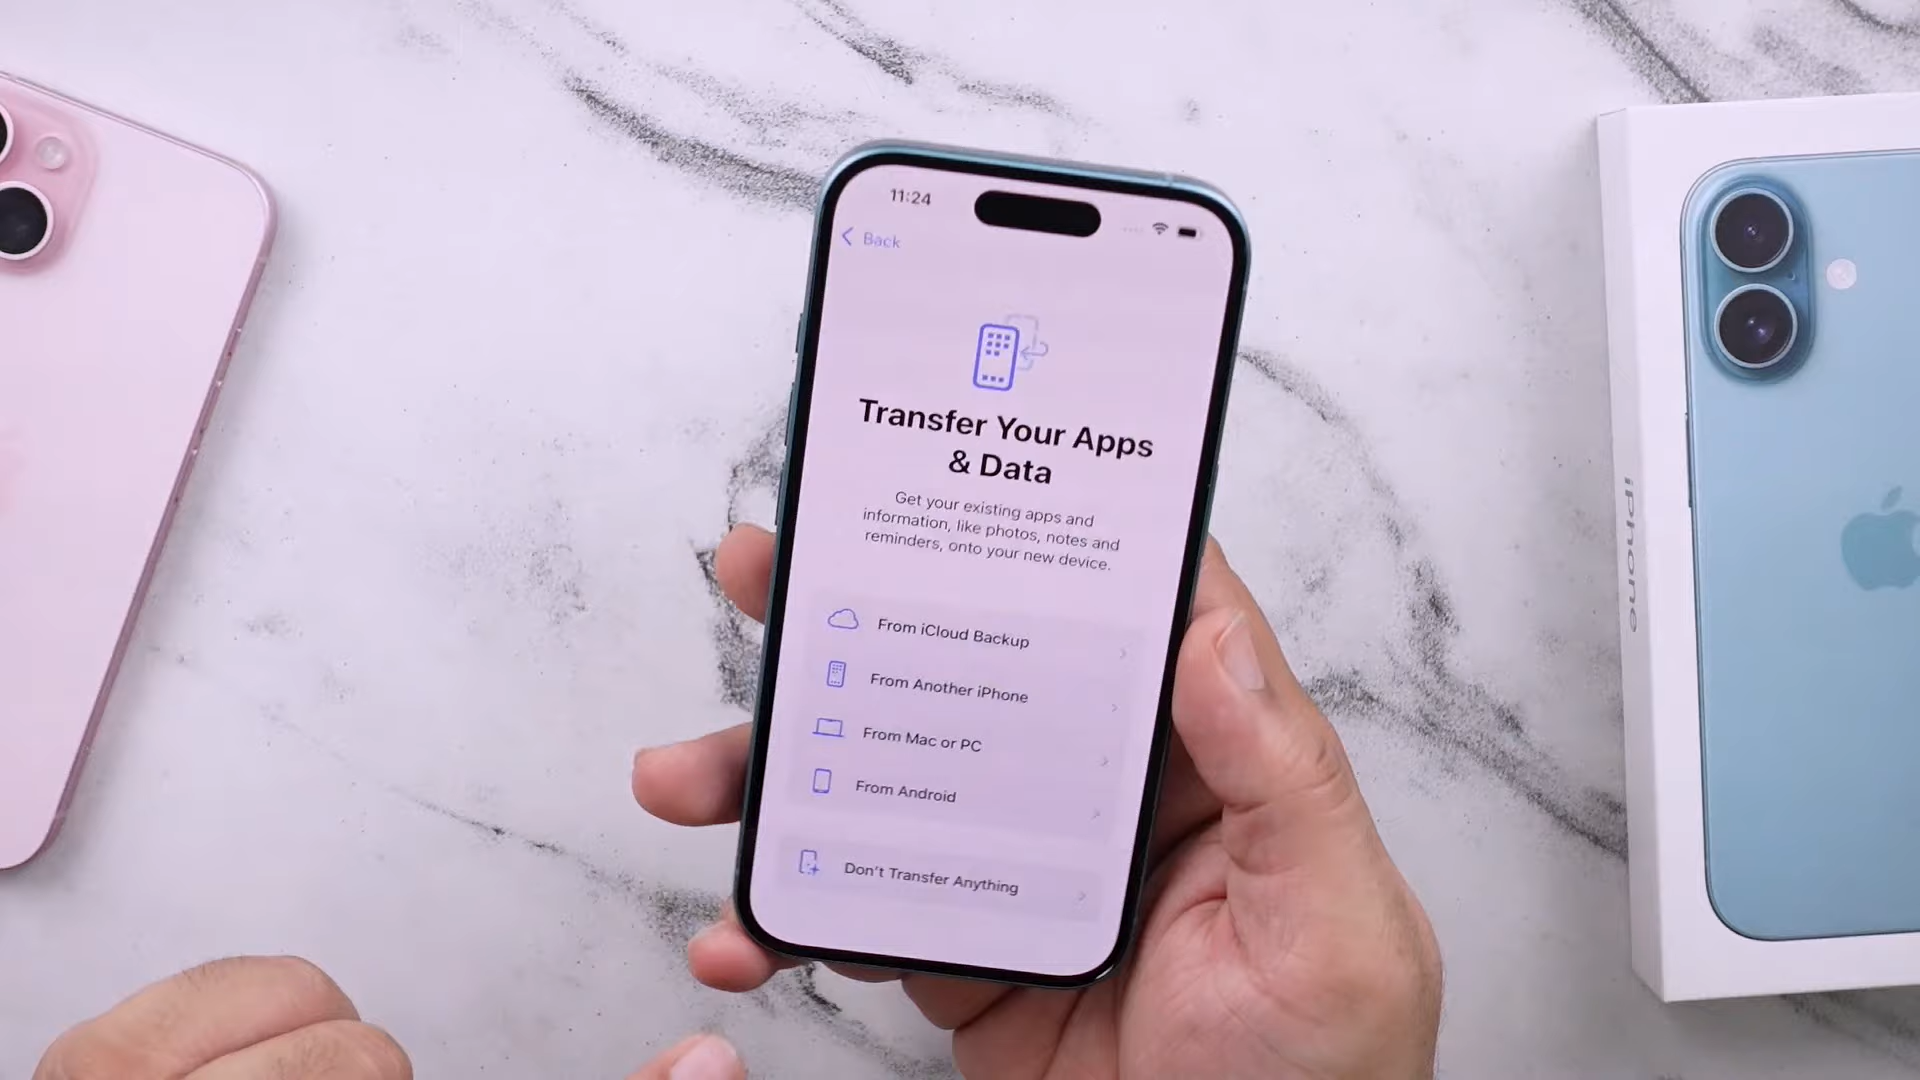 11:24
Back
Transfer Your Apps
& Data
Get your existing apps and
information, like photos, notes and
reminders, onto your new device.
From iCloud Backup
From Another iPhone
From Mac or PC
From Android
Don't Transfer Anything
iPhone